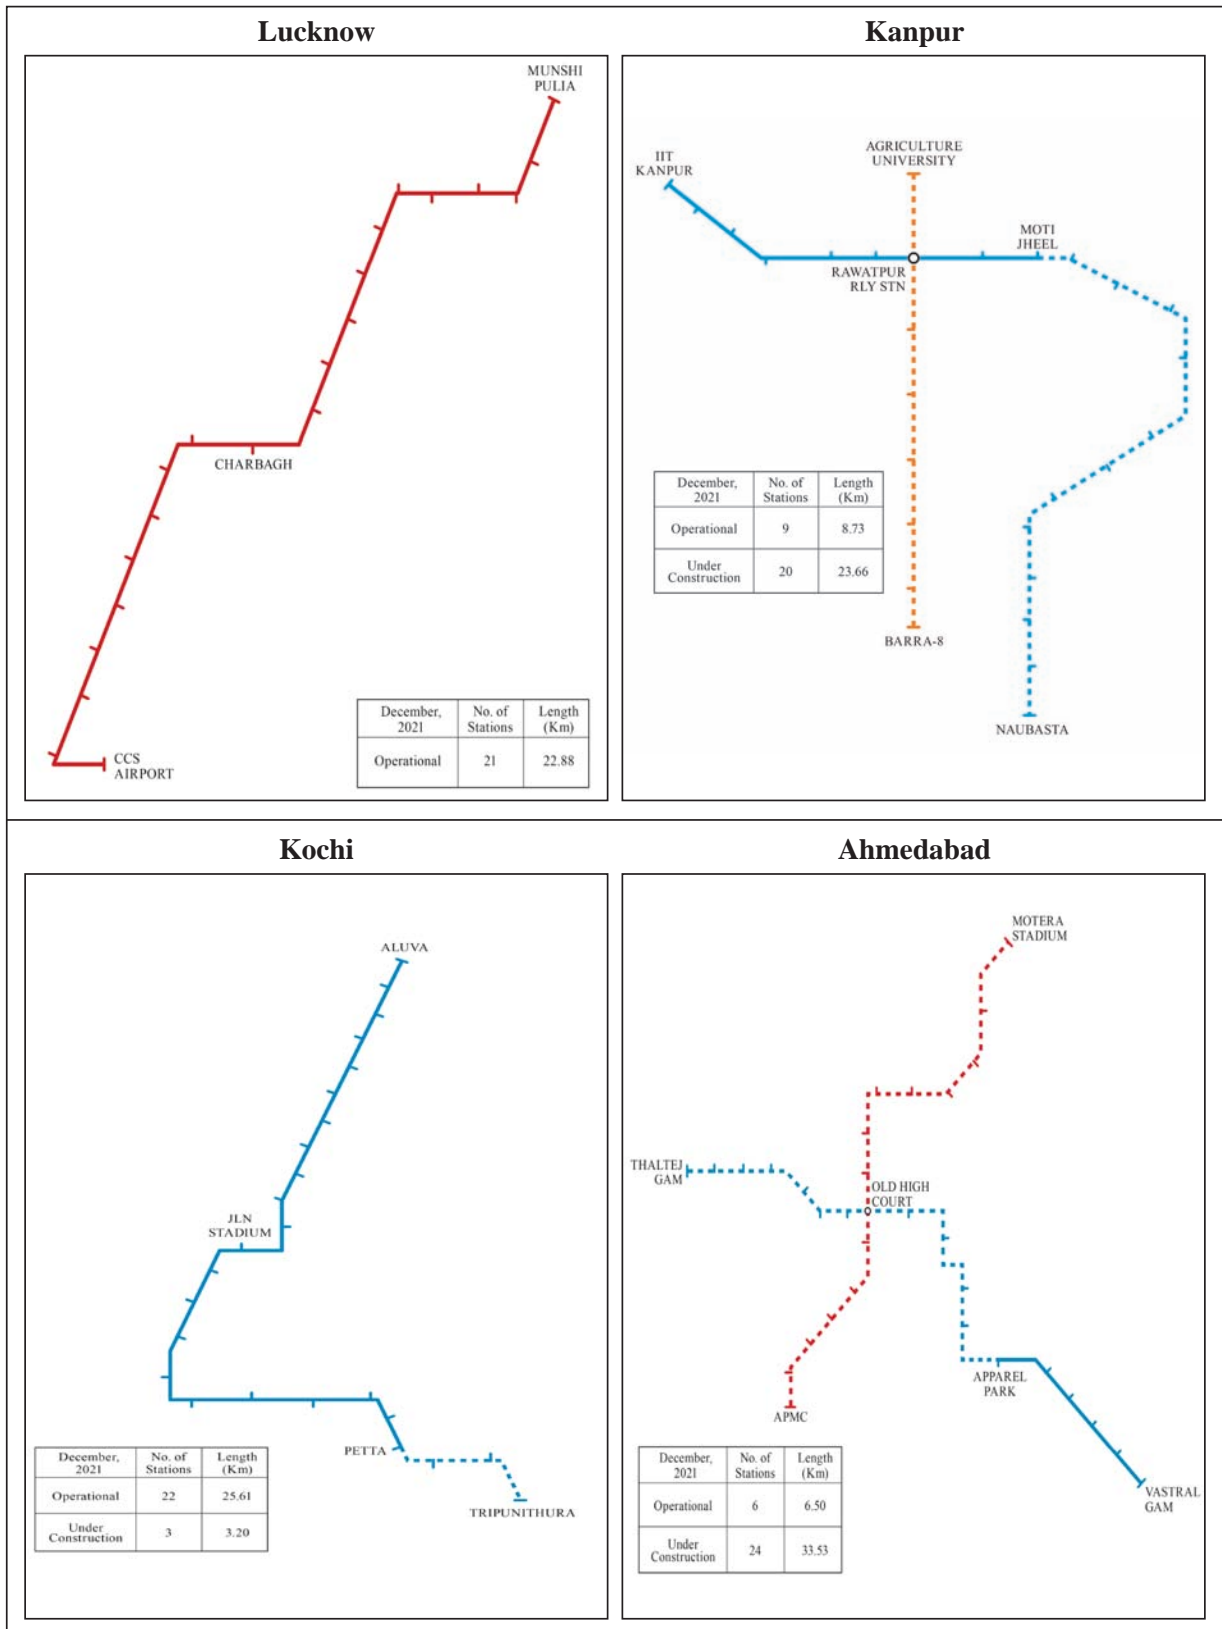 Lucknow
MUNSHI
PULIA
CHARBAGH
CCS
AIRPORT
December, 2021 No. of Stations Length (Km)
Operational 21 22.88
Kanpur
IIT
KANPUR
AGRICULTURE
UNIVERSITY
MOTI
JHEEL
RAWATPUR
RLY STN
December, 2021 No. of Stations Length (Km)
Operational 9 8.73
Under Construction 20 23.66
BARRA-8
NAUBASTA
Kochi
ALUVA
JLN
STADIUM
PETTA
TRIPUNITHURA
December, 2021 No. of Stations Length (Km)
Operational 22 25.61
Under Construction 3 3.20
Ahmedabad
MOTERA
STADIUM
THALTEJ
GAM
OLD HIGH
COURT
APPAREL
PARK
APMC
VASTRAL
GAM
December, 2021 No. of Stations Length (Km)
Operational 6 6.50
Under Construction 24 33.53